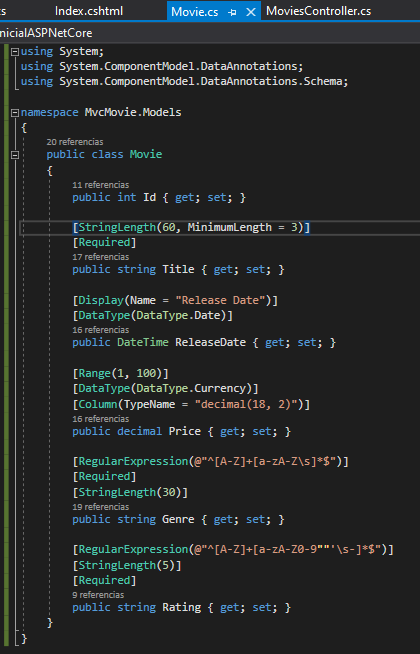 cs Index.cshtml Movie.cs MoviesController.cs
nicialASPNetCore
using System;
using System.ComponentModel.DataAnnotations;
using System.ComponentModel.DataAnnotations.Schema;
namespace MvcMovie.Models
{
20 referencias
public class Movie
{
11 referencias
public int Id { get; set; }
[StringLength(60, MinimumLength = 3)]
[Required]
17 referencias
public string Title { get; set; }
[Display(Name = "Release Date")]
[DataType(DataType.Date)]
16 referencias
public DateTime ReleaseDate { get; set; }
[Range(1, 100)]
[DataType(DataType.Currency)]
[Column(TypeName = "decimal(18, 2)")]
16 referencias
public decimal Price { get; set; }
[RegularExpression(@"^[A-Z]+[a-zA-Z\s]*$")]
[Required]
[StringLength(30)]
19 referencias
public string Genre { get; set; }
[RegularExpression(@"^[A-Z]+[a-zA-Z0-9""'\s-]*$")]
[StringLength(5)]
[Required]
9 referencias
public string Rating { get; set; }
}
}